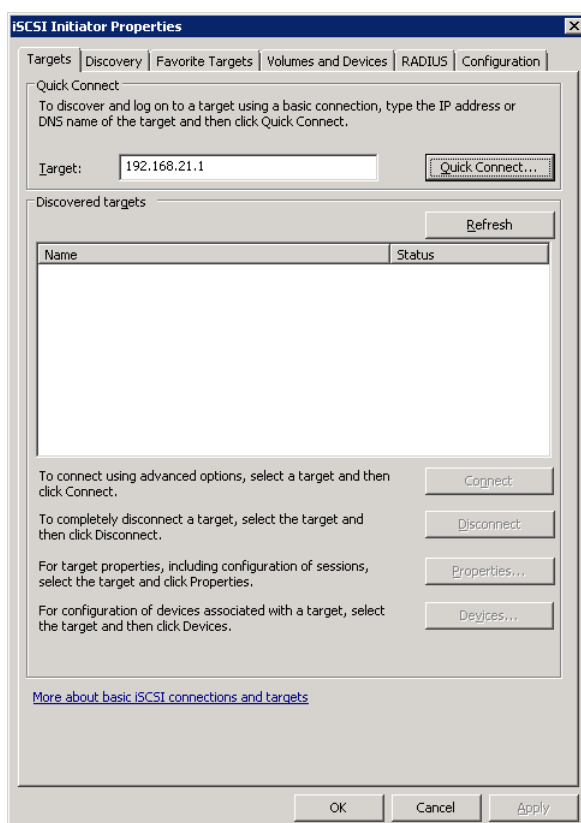 iSCSI Initiator Properties
Targets Discovery Favorite Targets Volumes and Devices RADIUS Configuration
Quick Connect
To discover and log on to a target using a basic connection, type the IP address or
DNS name of the target and then click Quick Connect.
Target: 192.168.21.1 Quick Connect...
Discovered targets
Refresh
Name Status
To connect using advanced options, select a target and then
click Connect.
Connect
To completely disconnect a target, select the target and
then click Disconnect.
Disconnect
For target properties, including configuration of sessions,
select the target and click Properties.
Properties...
For configuration of devices associated with a target, select
the target and then click Devices.
Devices...
More about basic iSCSI connections and targets
OK Cancel Apply